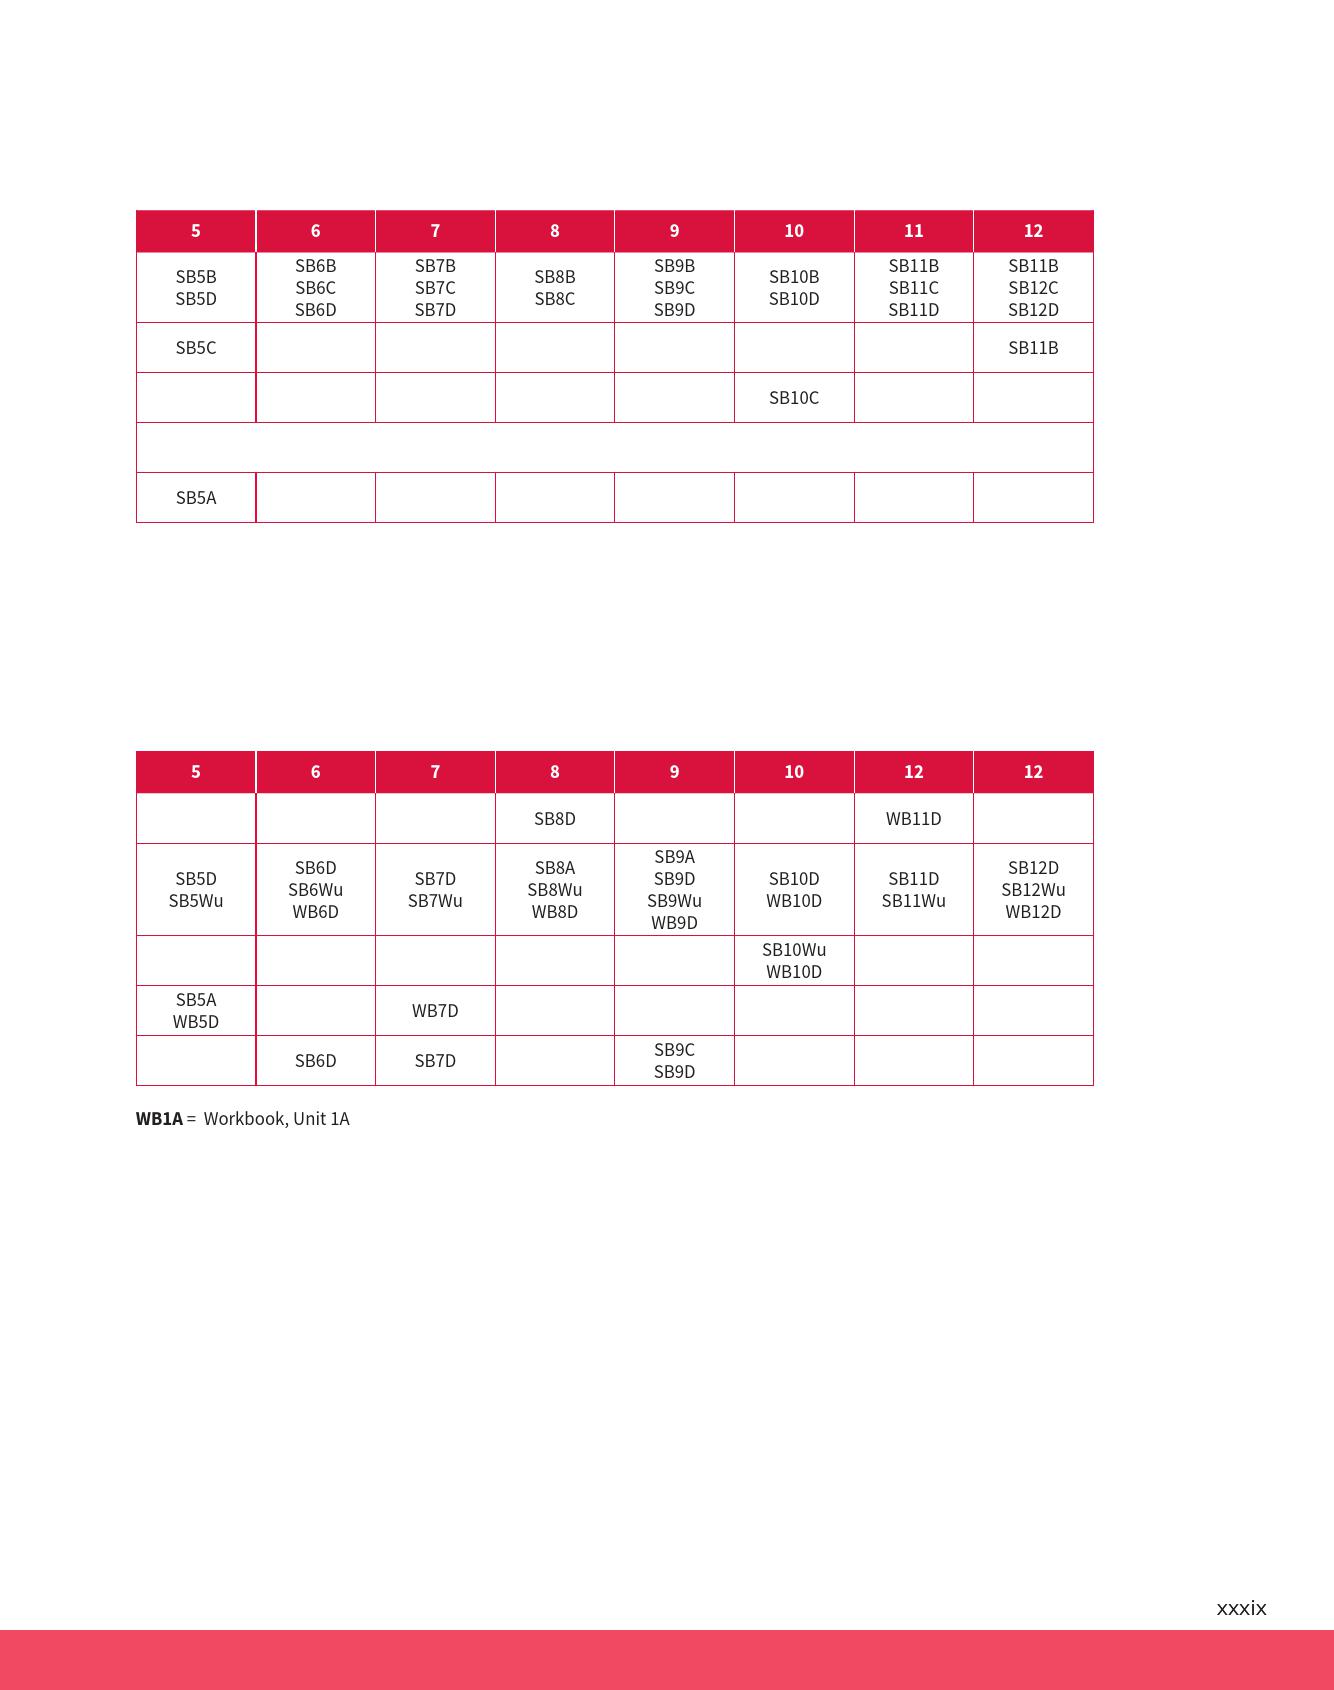 5 6 7 8 9 10 11 12
SB5B SB6B SB7B SB8B SB9B SB10B SB11B SB11B
SB5D SB6C SB7C SB8C SB9C SB10D SB11C SB12C
SB6D SB7D SB9D SB11D SB12D
SB5C SB11B
SB10C
SB5A
5 6 7 8 9 10 12 12
SB8D WB11D
SB5D SB6D SB7D SB8A SB9A SB10D SB11D SB12D
SB5Wu SB6Wu SB7Wu SB8Wu SB9D WB10D SB11Wu SB12Wu
WB6D WB8D SB9Wu WB12D
WB9D
SB10Wu
WB10D
SB5A WB7D
WB5D
SB6D SB7D SB9C
SB9D
WB1A = Workbook, Unit 1A
xxxix